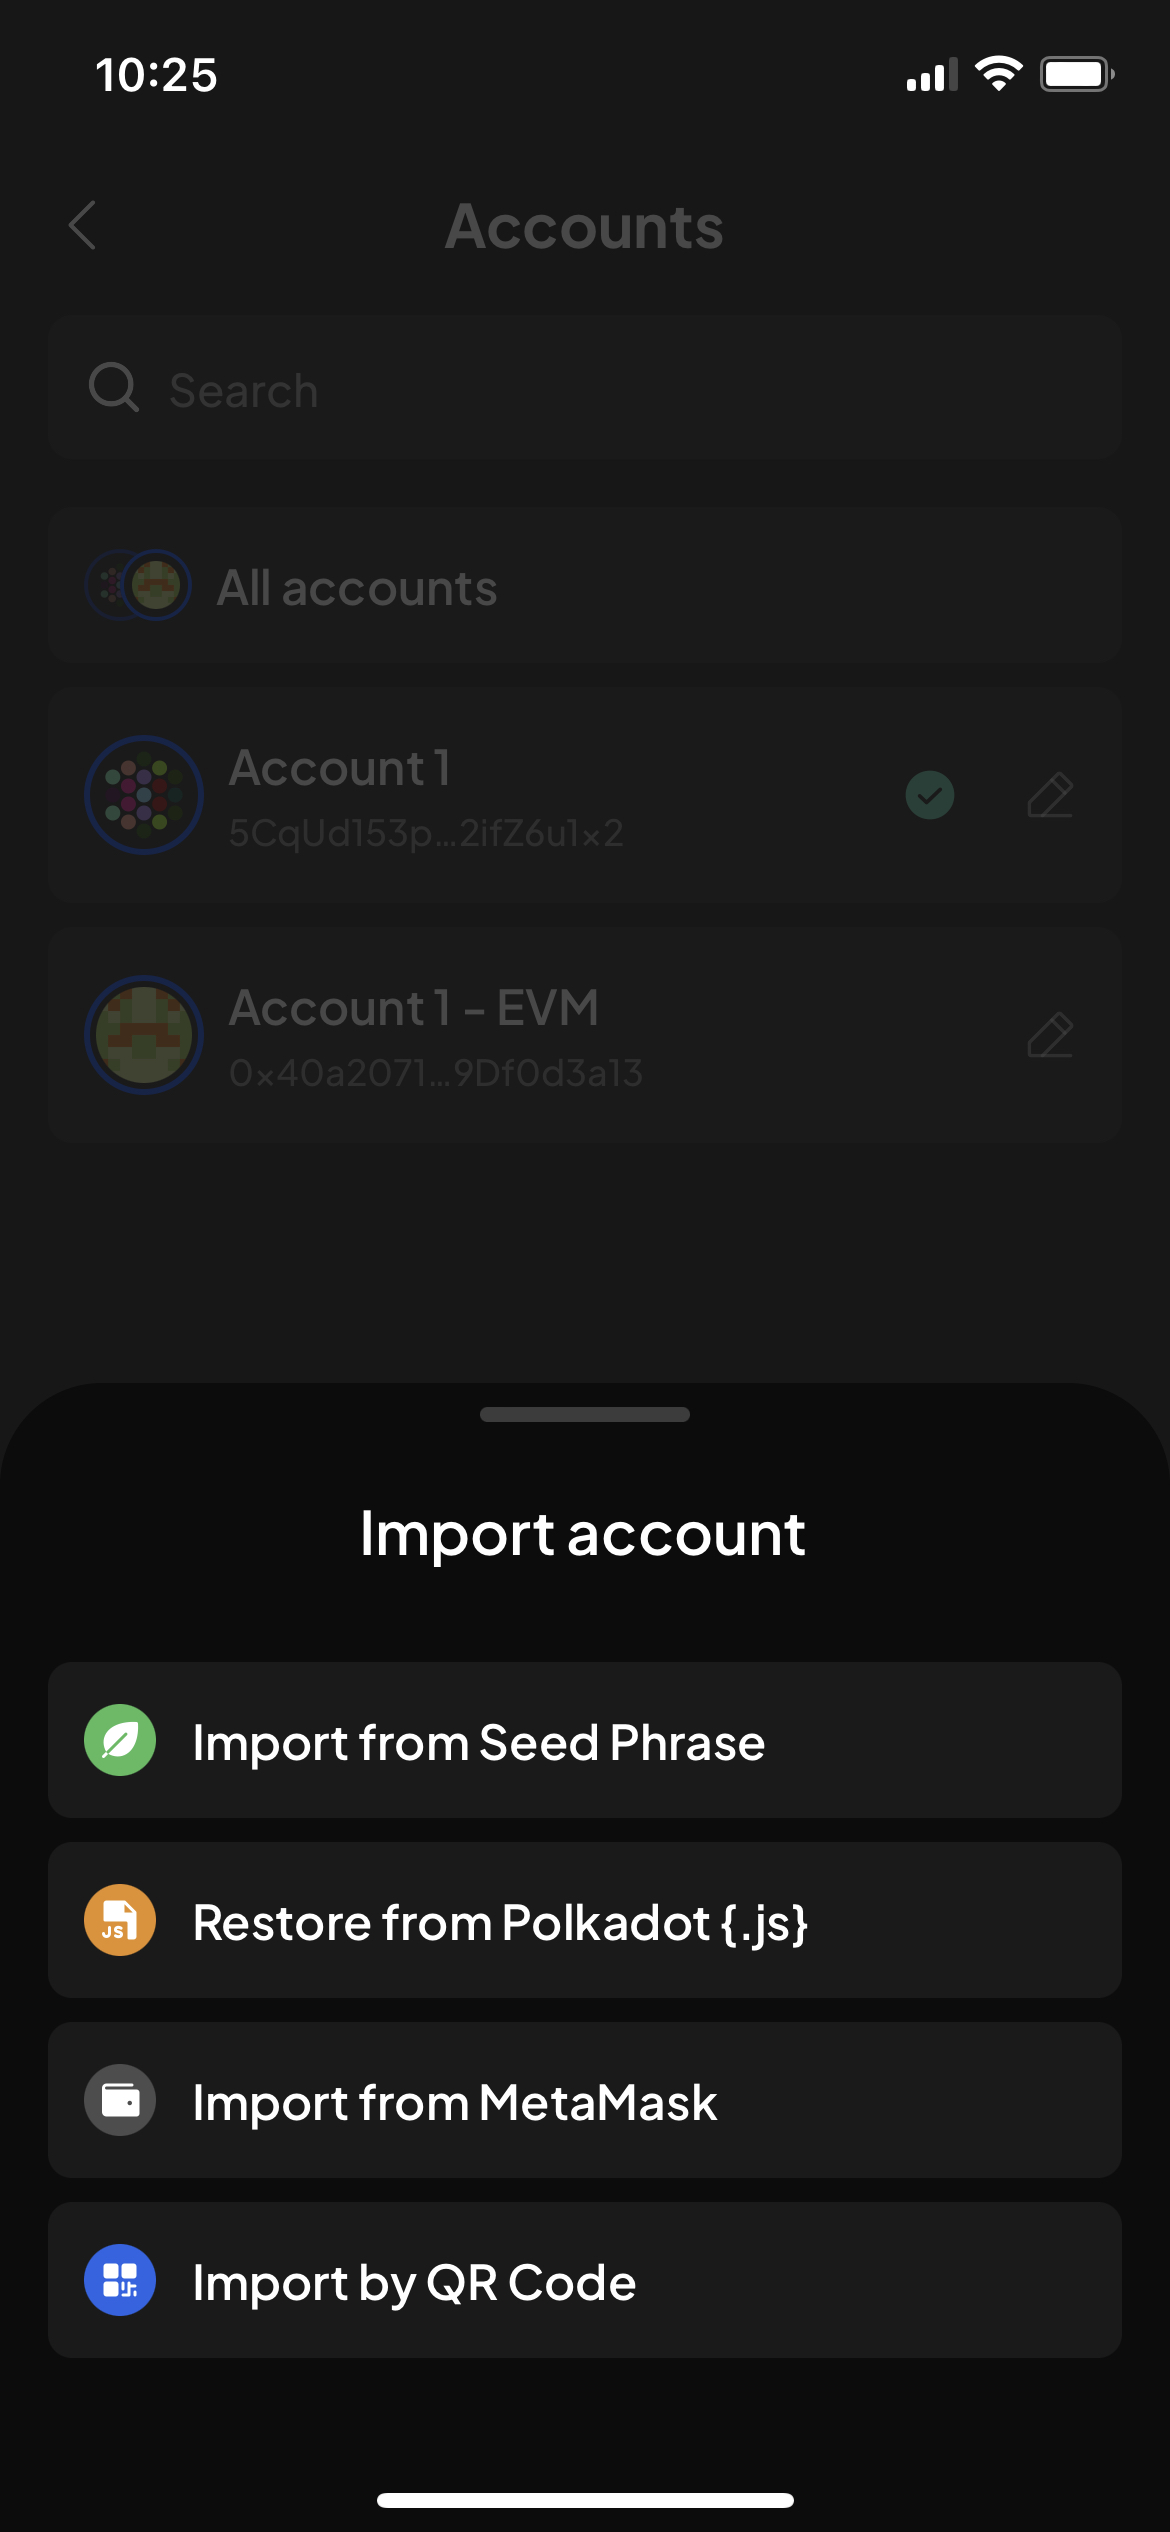 10:25
Accounts
Search
All accounts
Account 1
5CqUd153p...2ifZ6u1x2
Account 1 - EVM
0x40a2071...9Df0d3a13
Import account
Import from Seed Phrase
JS
Restore from Polkadot {.js}
Import from MetaMask
Import by QR Code